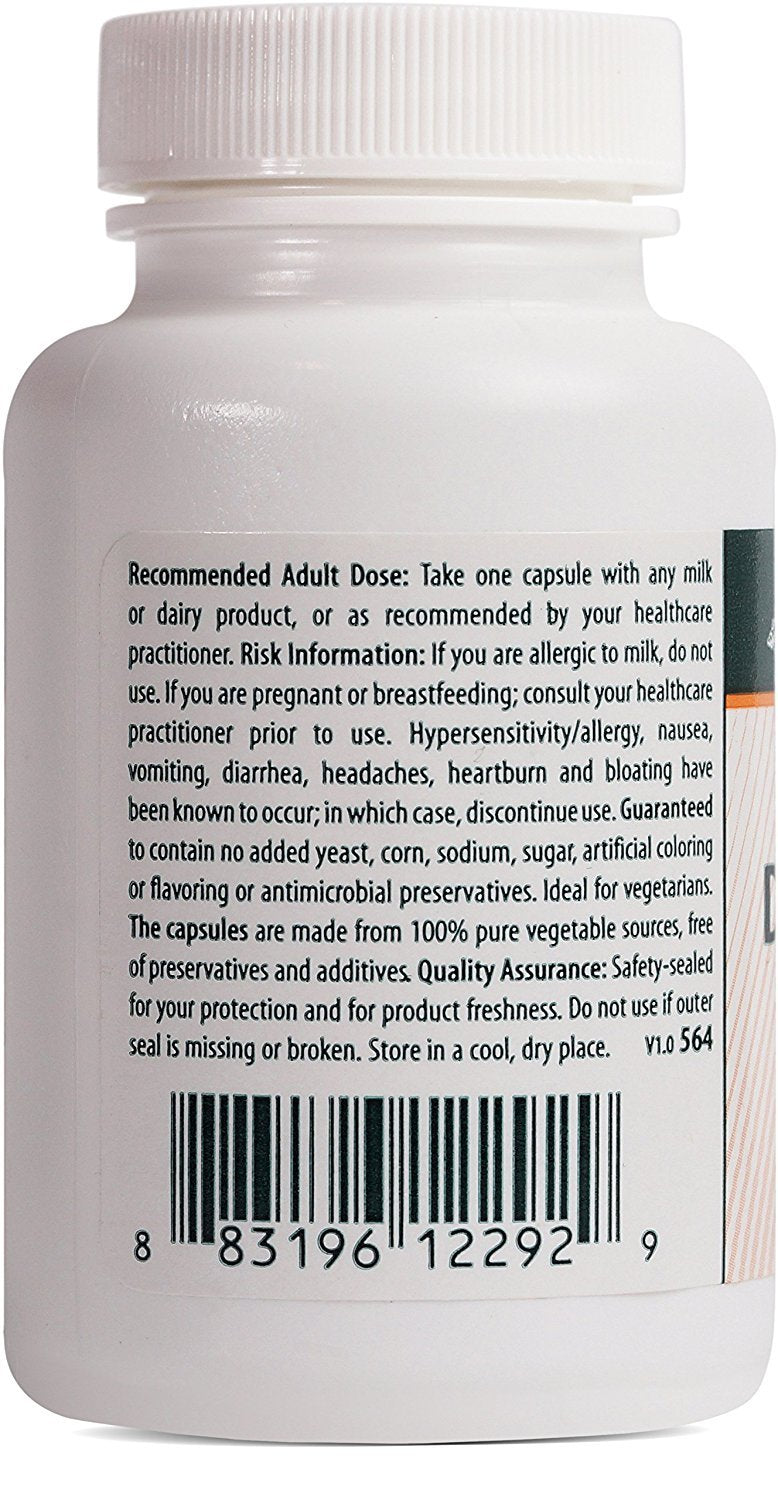 Recommended Adult Dose: Take one capsule with any milk
or dairy product, or as recommended by your healthcare
practitioner. Risk Information: If you are allergic to milk, do not
use. If you are pregnant or breastfeeding; consult your healthcare
practitioner prior to use. Hypersensitivity/allergy, nausea,
vomiting, diarrhea, headaches, heartburn and bloating have
been known to occur; in which case, discontinue use. Guaranteed
to contain no added yeast, corn, sodium, sugar, artificial coloring
or flavoring or antimicrobial preservatives. Ideal for vegetarians.
The capsules are made from 100% pure vegetable sources, free
of preservatives and additives. Quality Assurance: Safety-sealed
for your protection and for product freshness. Do not use if outer
seal is missing or broken. Store in a cool, dry place. V1.0 564
8 83196 12292 9